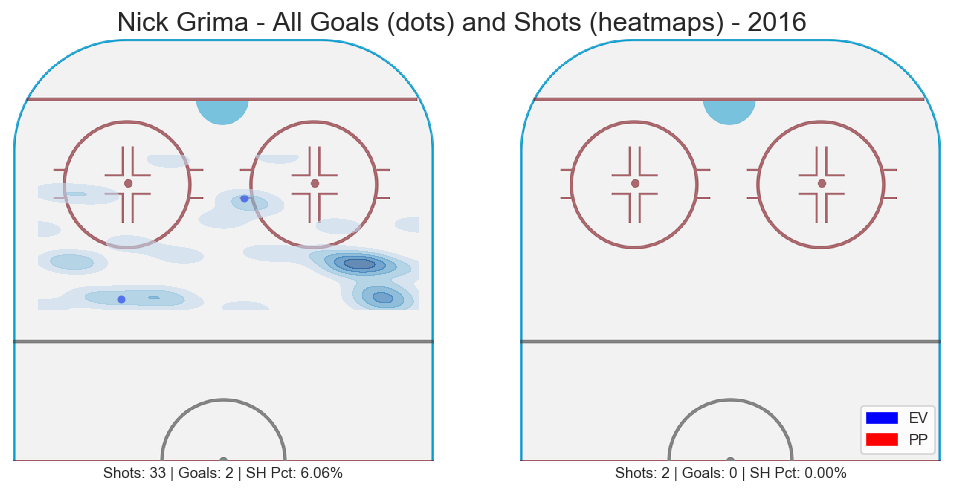 Nick Grima - All Goals (dots) and Shots (heatmaps) - 2016
EV
PP
Shots: 33 | Goals: 2 | SH Pct: 6.06%
Shots: 2 | Goals: 0 | SH Pct: 0.00%